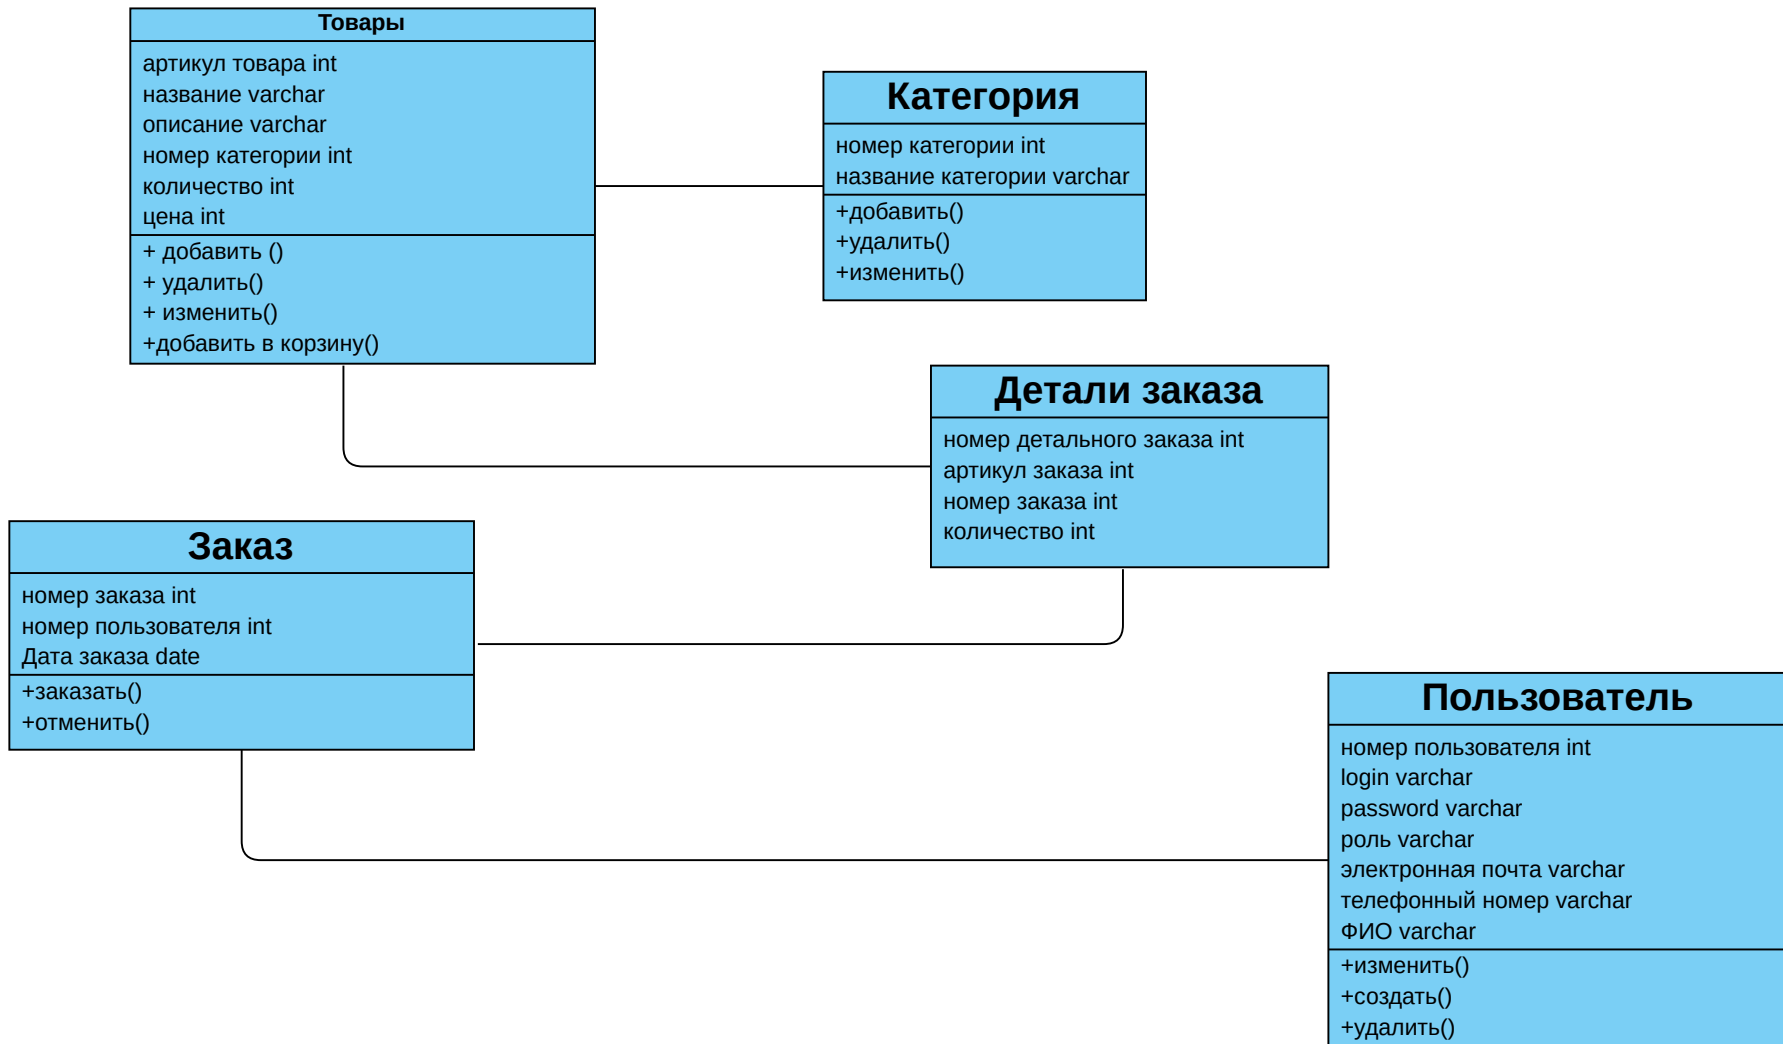 Товары
артикул товара int
название varchar
описание varchar
номер категории int
количество int
цена int
+ добавить ()
+ удалить()
+ изменить()
+добавить в корзину()
Категория
номер категории int
название категории varchar
+добавить()
+удалить()
+изменить()
Детали заказа
номер детального заказа int
артикул заказа int
номер заказа int
количество int
Заказ
номер заказа int
номер пользователя int
Дата заказа date
+заказать()
+отменить()
Пользователь
номер пользователя int
login varchar
password varchar
роль varchar
электронная почта varchar
телефонный номер varchar
ФИО varchar
+изменить()
+создать()
+удалить()